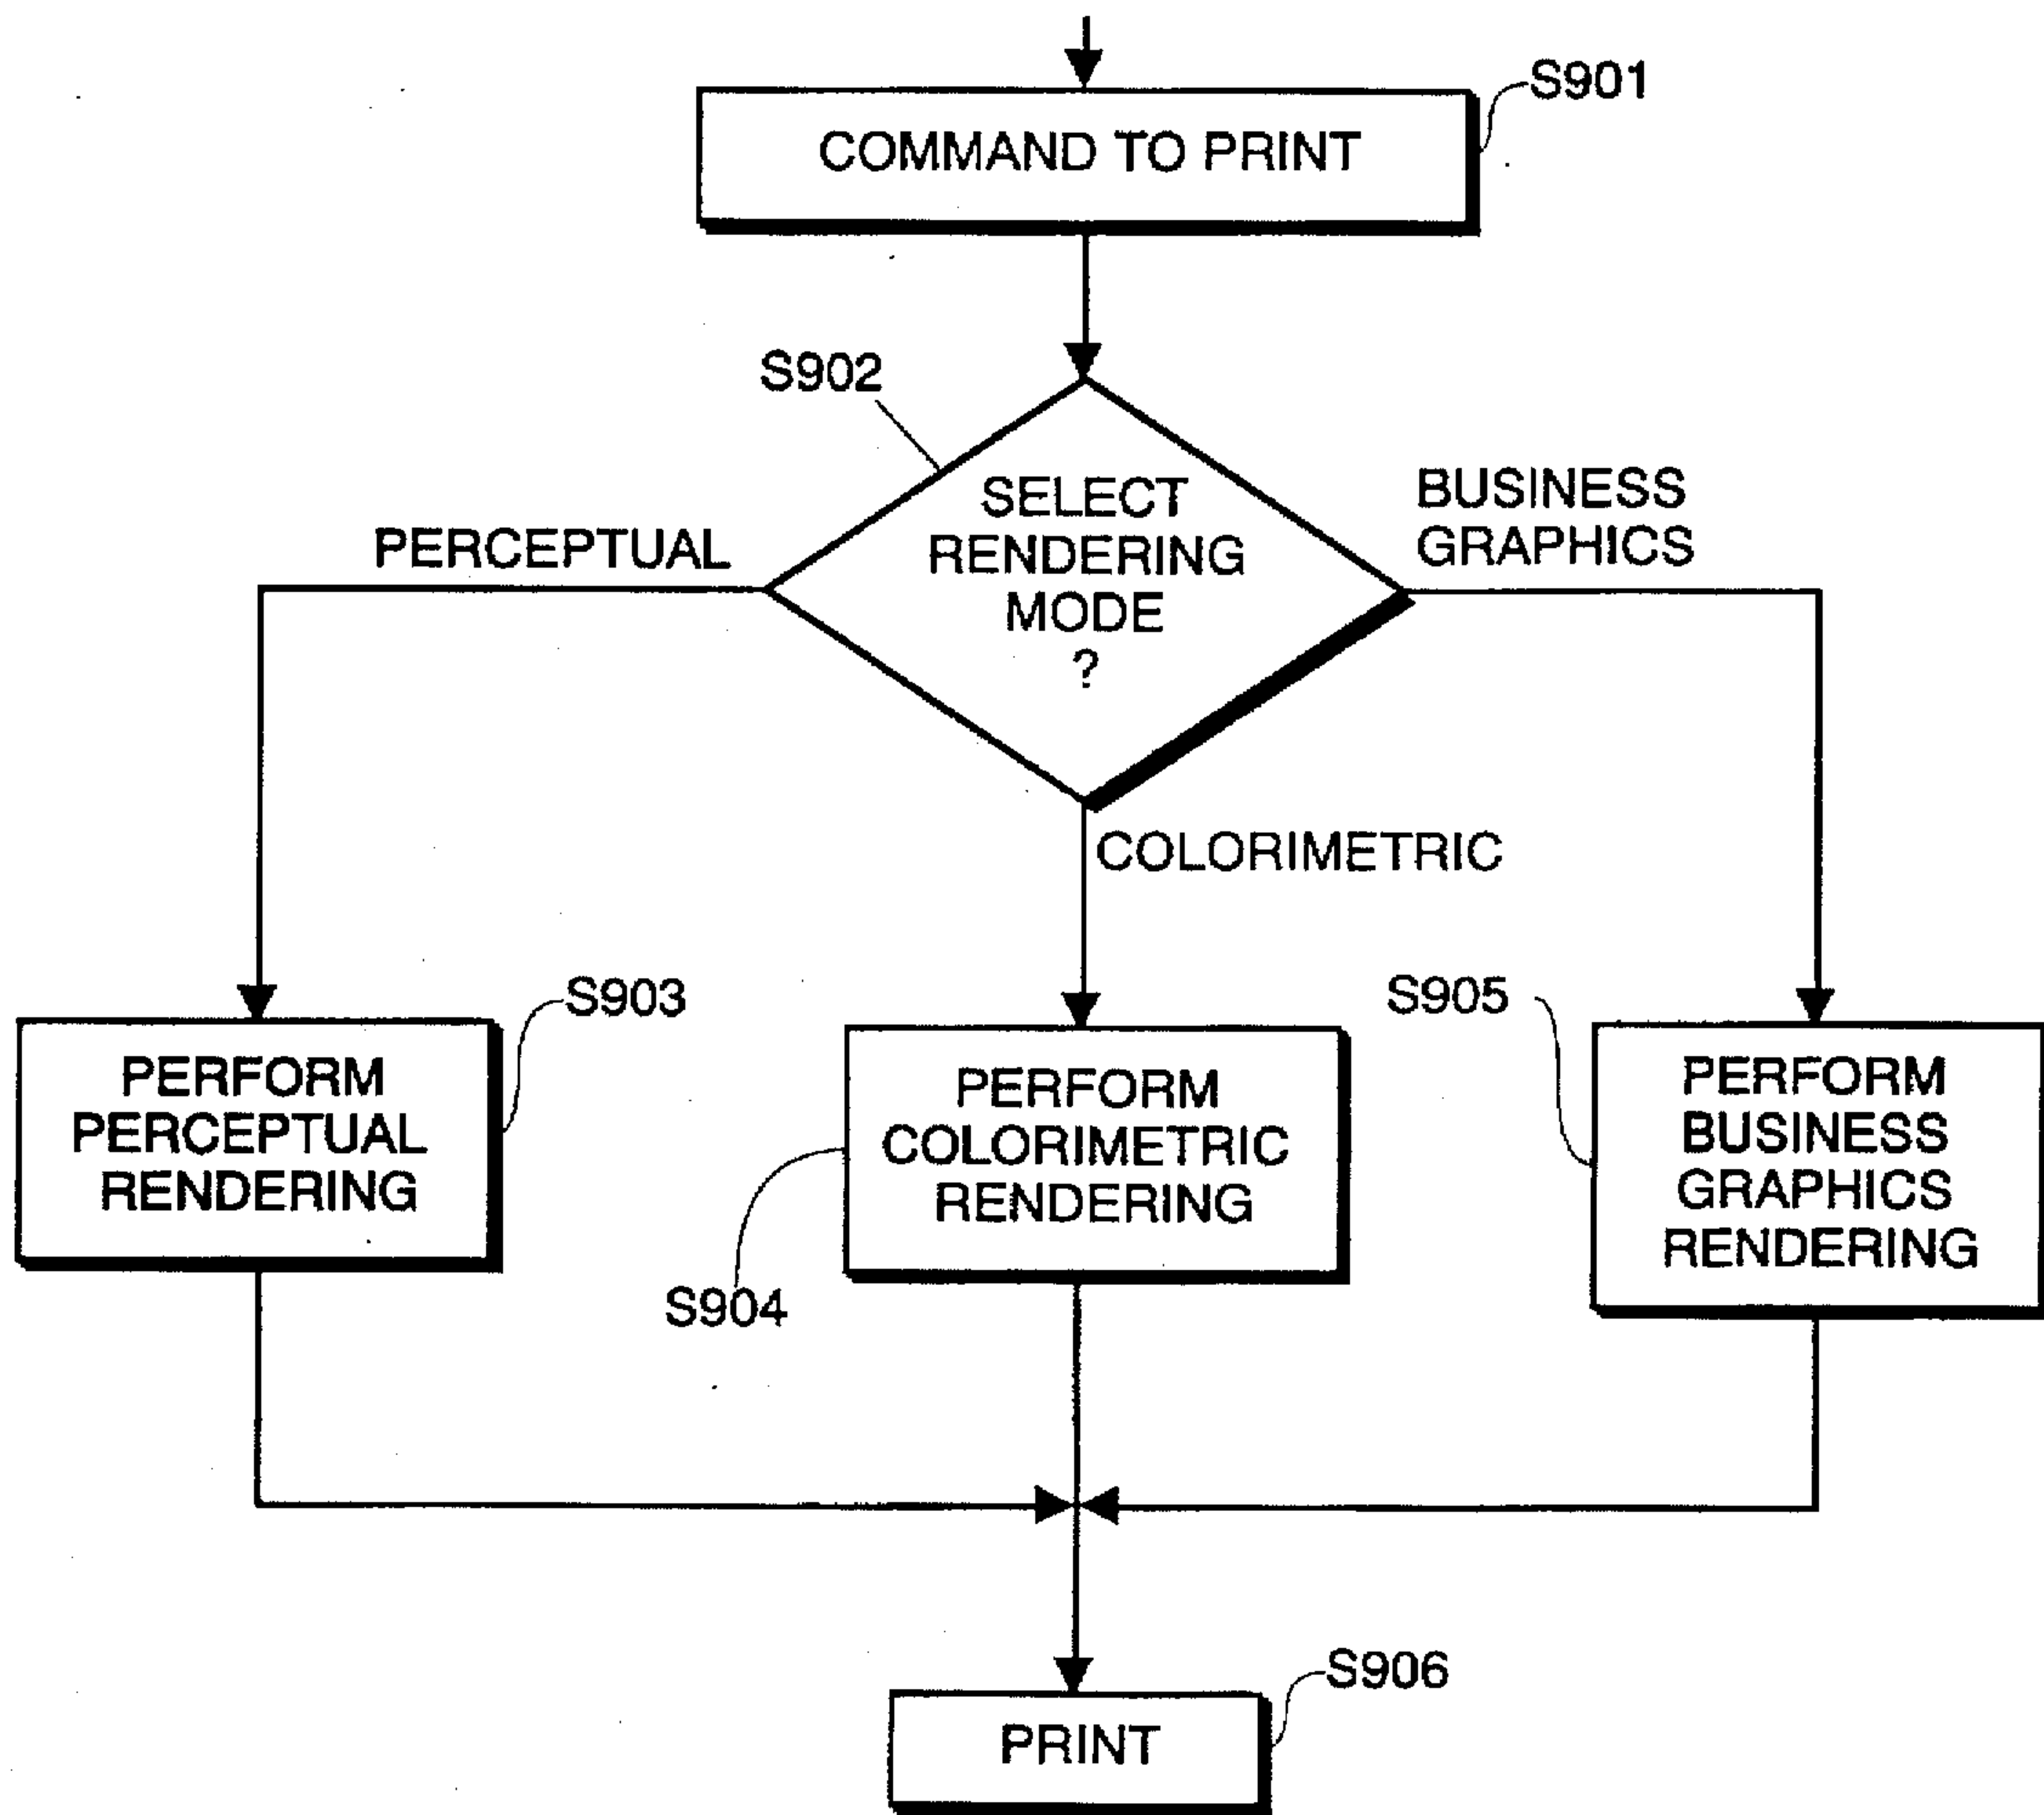 S901
COMMAND TO PRINT
S902
SELECT
RENDERING
MODE
?
PERCEPTUAL
BUSINESS
GRAPHICS
COLORIMETRIC
S903
PERFORM
PERCEPTUAL
RENDERING
S904
PERFORM
COLORIMETRIC
RENDERING
S905
PERFORM
BUSINESS
GRAPHICS
RENDERING
S906
PRINT